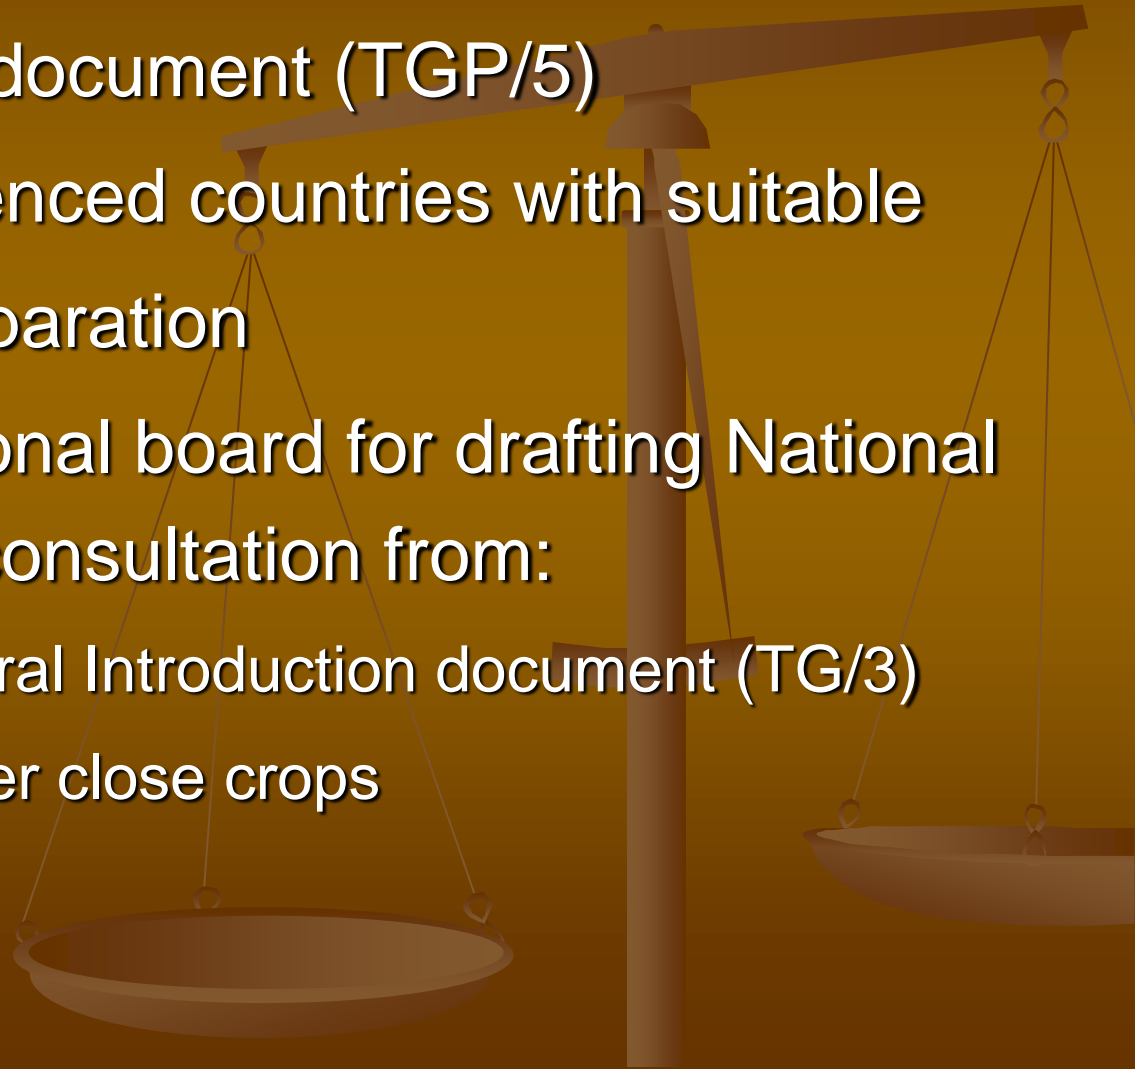 document (TGP/5)
enced countries with suitable
paration
onal board for drafting National
consultation from:
ral Introduction document (TG/3)
er close crops